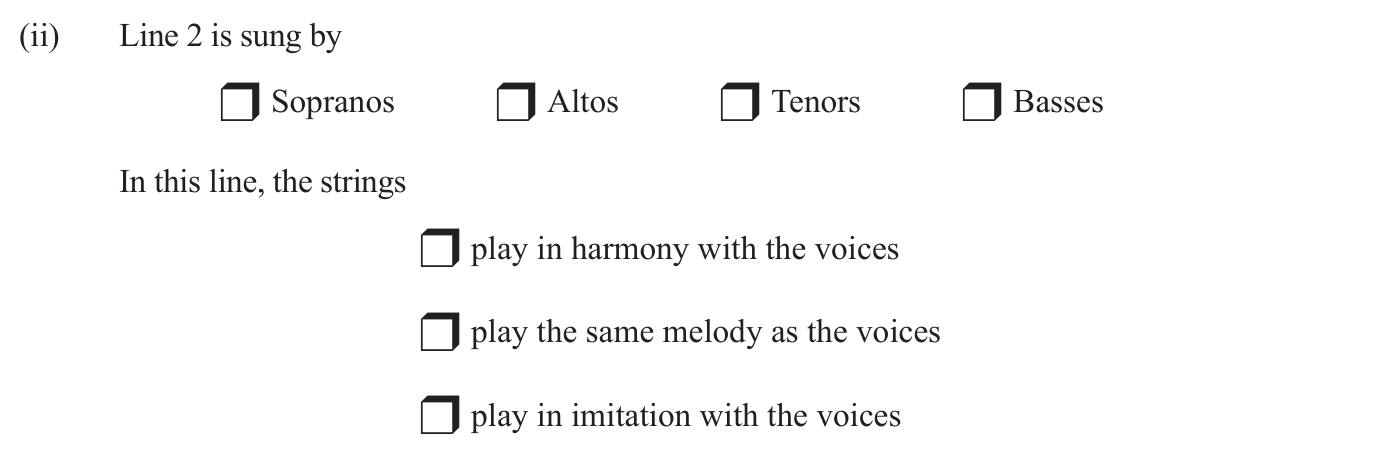 (ii) Line 2 is sung by
Sopranos Altos Tenors Basses
In this line, the strings
play in harmony with the voices
play the same melody as the voices
play in imitation with the voices